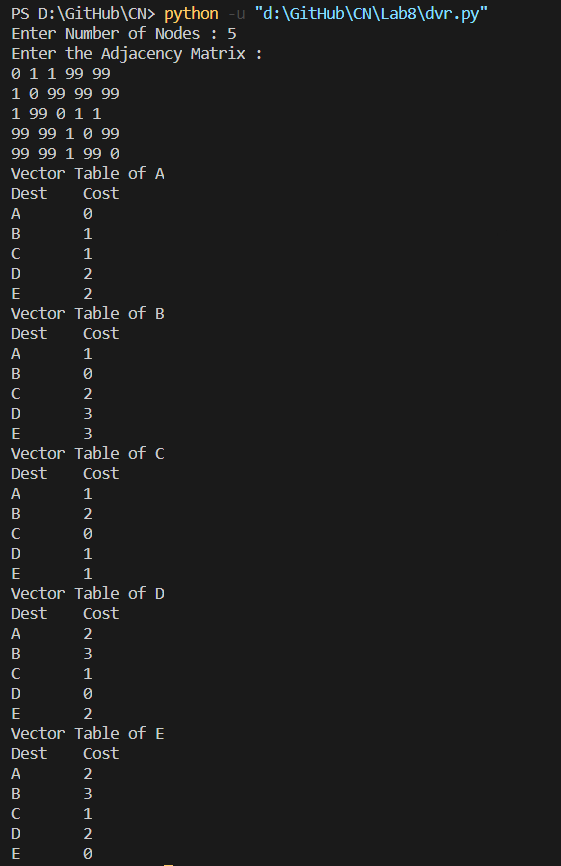 PS D:\GitHub\CN> python -u "d:\GitHub\CN\Lab8\dvr.py"
Enter Number of Nodes : 5
Enter the Adjacency Matrix :
0 1 1 99 99
1 0 99 99 99
1 99 0 1 1
99 99 1 0 99
99 99 1 99 0
Vector Table of A
Dest    Cost
A       0
B       1
C       1
D       2
E       2
Vector Table of B
Dest    Cost
A       1
B       0
C       2
D       3
E       3
Vector Table of C
Dest    Cost
A       1
B       2
C       0
D       1
E       1
Vector Table of D
Dest    Cost
A       2
B       3
C       1
D       0
E       2
Vector Table of E
Dest    Cost
A       2
B       3
C       1
D       2
E       0